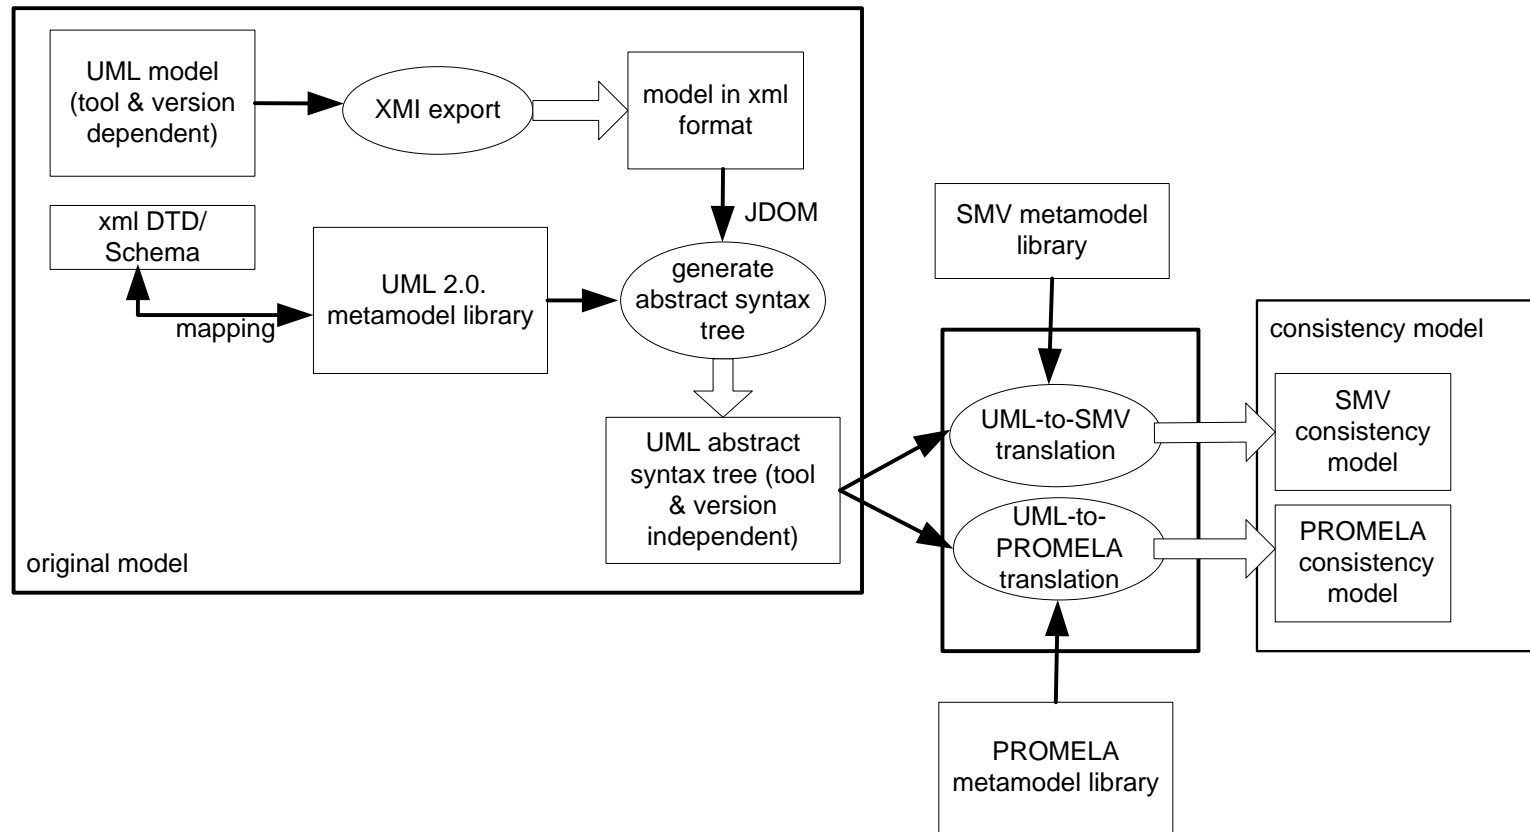 UML model
(tool & version
dependent)
XMI export
model in xml
format
JDOM
xml DTD/
Schema
mapping
UML 2.0.
metamodel library
generate
abstract syntax
tree
UML abstract
syntax tree (tool
& version
independent)
original model
SMV metamodel
library
UML-to-SMV
translation
UML-to-
PROMELA
translation
PROMELA
metamodel library
consistency model
SMV
consistency
model
PROMELA
consistency
model